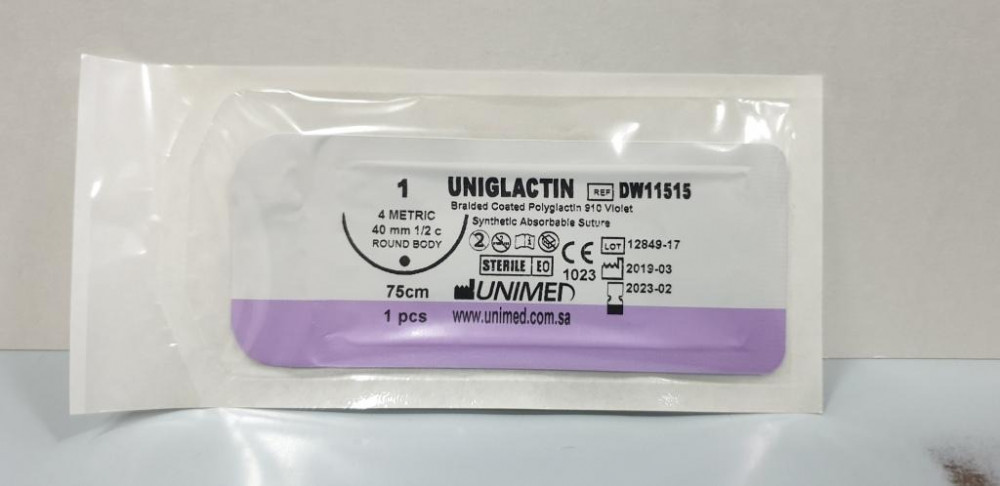 1
4 METRIC
40 mm 1/2 c
ROUND BODY
75cm
1 pcs
UNIGLACTIN REF DW11515
Braided Coated Polyglactin 910 Violet
Synthetic Absorbable Suture
2
STERILE EO
CE
1023
LOT 12849-17
2019-03
2023-02
UNIMED
www.unimed.com.sa